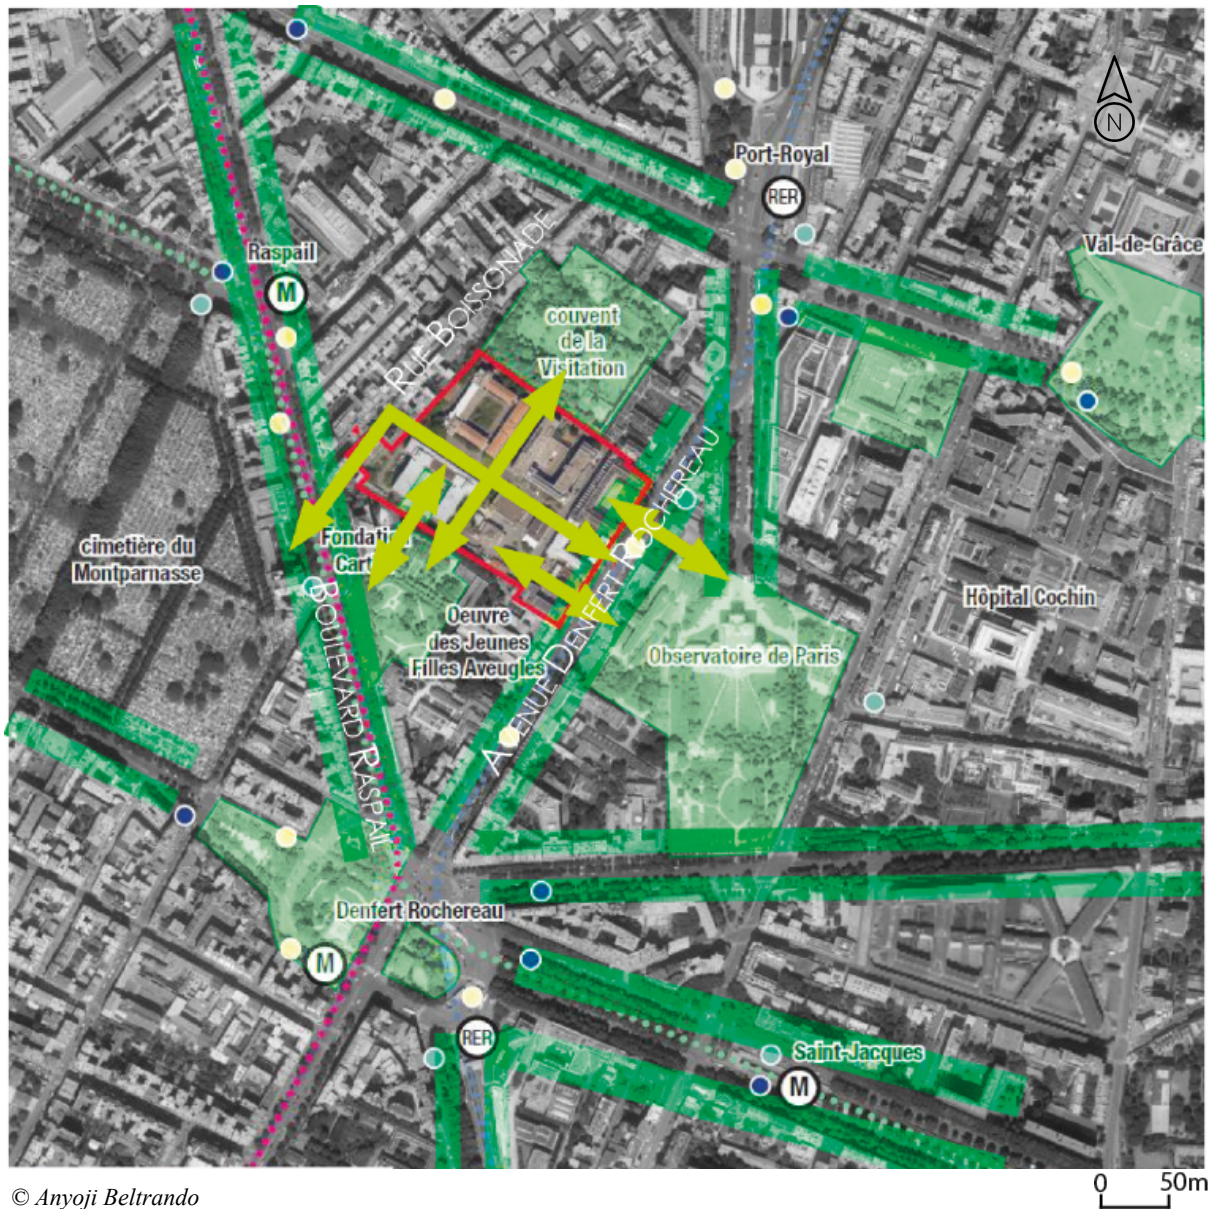 Port-Royal
RER
N
Val-de-Grâce
Raspail
M
RUE BOISSONADE
couvent
de la
Visitation
AVENUE DENFERT ROCHEREAU
cimetière du
Montparnasse
Fondation
Cart
BOULEVARD RASPAIL
Oeuvre
des Jeunes
Filles Aveugles
Hôpital Cochin
Observatoire de Paris
Denfert Rochereau
M
RER
Saint-Jacques
M
© Anyoji Beltrando
0 50m